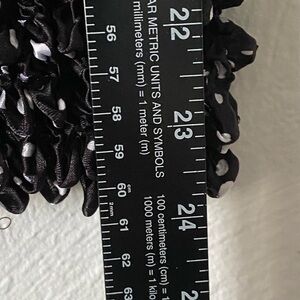 22
23
24
AR METRIC UNITS AND SYMBOLS
millimeters (mm) = 1 meter (m)
100 centimeters (cm) = 1
1000 meters (m) = 1 kilo
56
57
58
59
60
61
62
63
cm